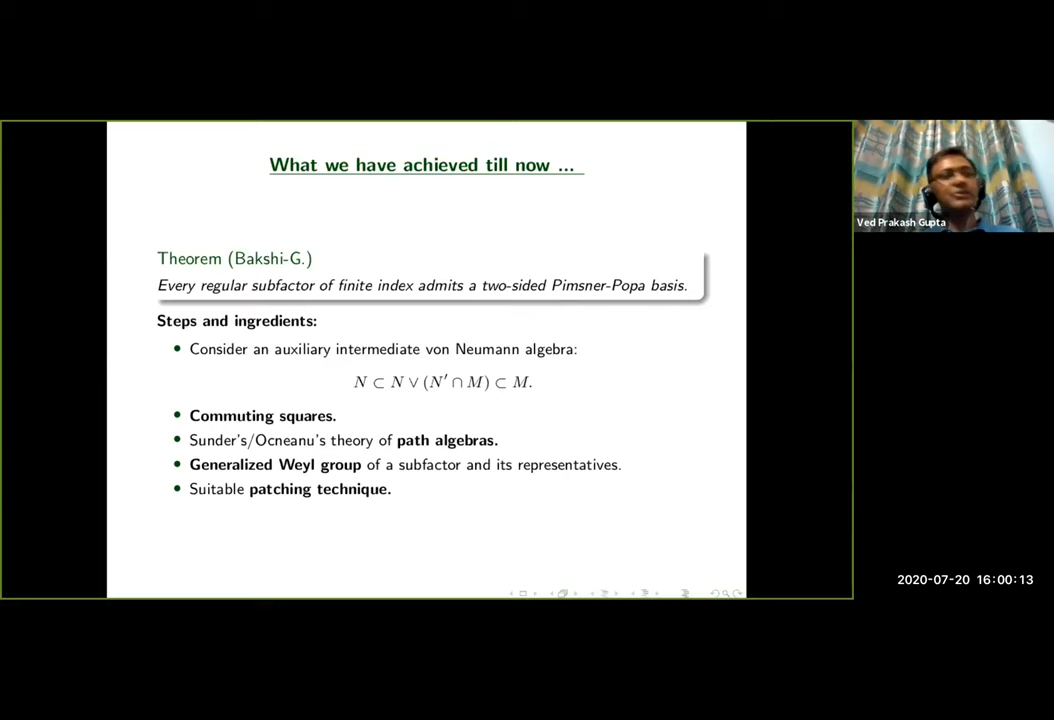 What we have achieved till now ...
Theorem (Bakshi-G.)
Every regular subfactor of finite index admits a two-sided Pimsner-Popa basis.
Steps and ingredients:
• Consider an auxiliary intermediate von Neumann algebra:
N ⊂ N ∨ (N′ ∩ M) ⊂ M.
• Commuting squares.
• Sunder's/Ocneanu's theory of path algebras.
• Generalized Weyl group of a subfactor and its representatives.
• Suitable patching technique.
Ved Prakash Gupta
2020-07-20 16:00:13